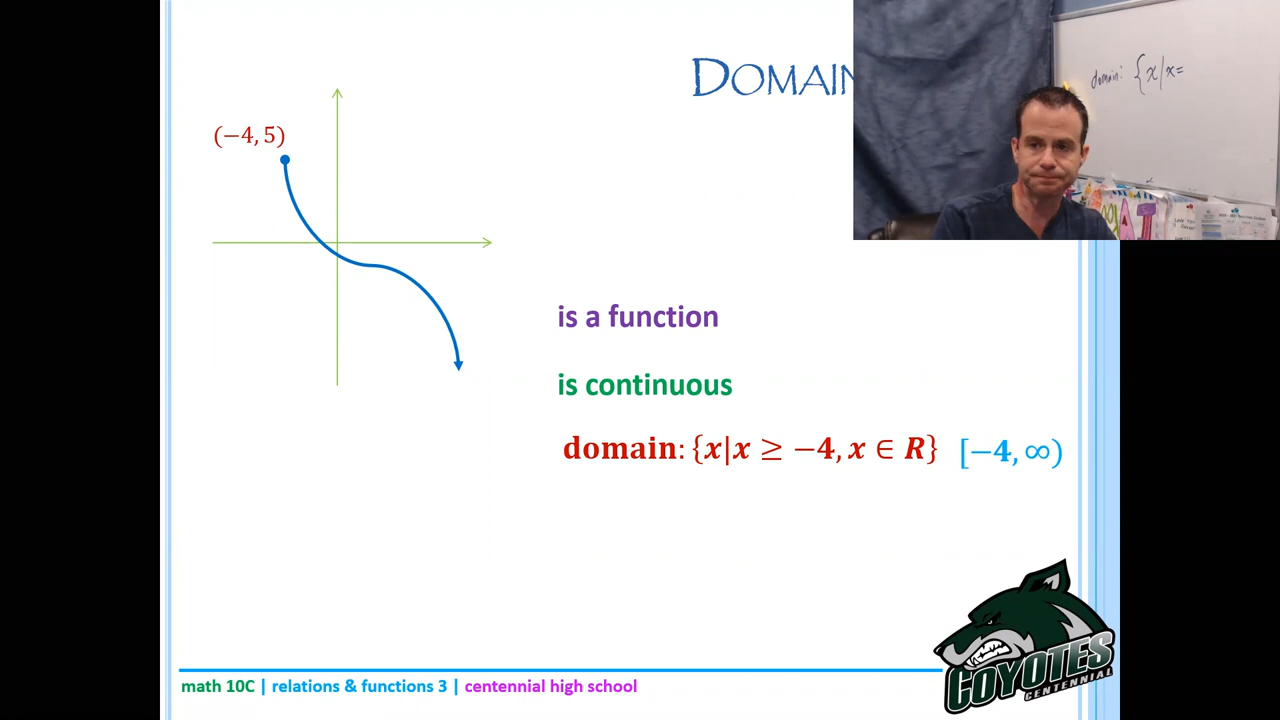 DOMAIN
domain: {x|x=
(−4, 5)
is a function
is continuous
domain: {x|x ≥ −4, x ∈ R} [−4, ∞)
COYOTES
CENTENNIAL
math 10C | relations & functions 3 | centennial high school